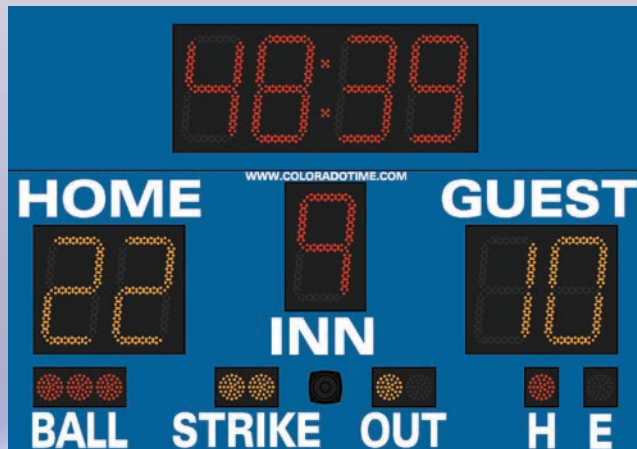 48:39
WWW.COLORADOTIME.COM
HOME GUEST
22 9 10
INN
BALL STRIKE OUT H E